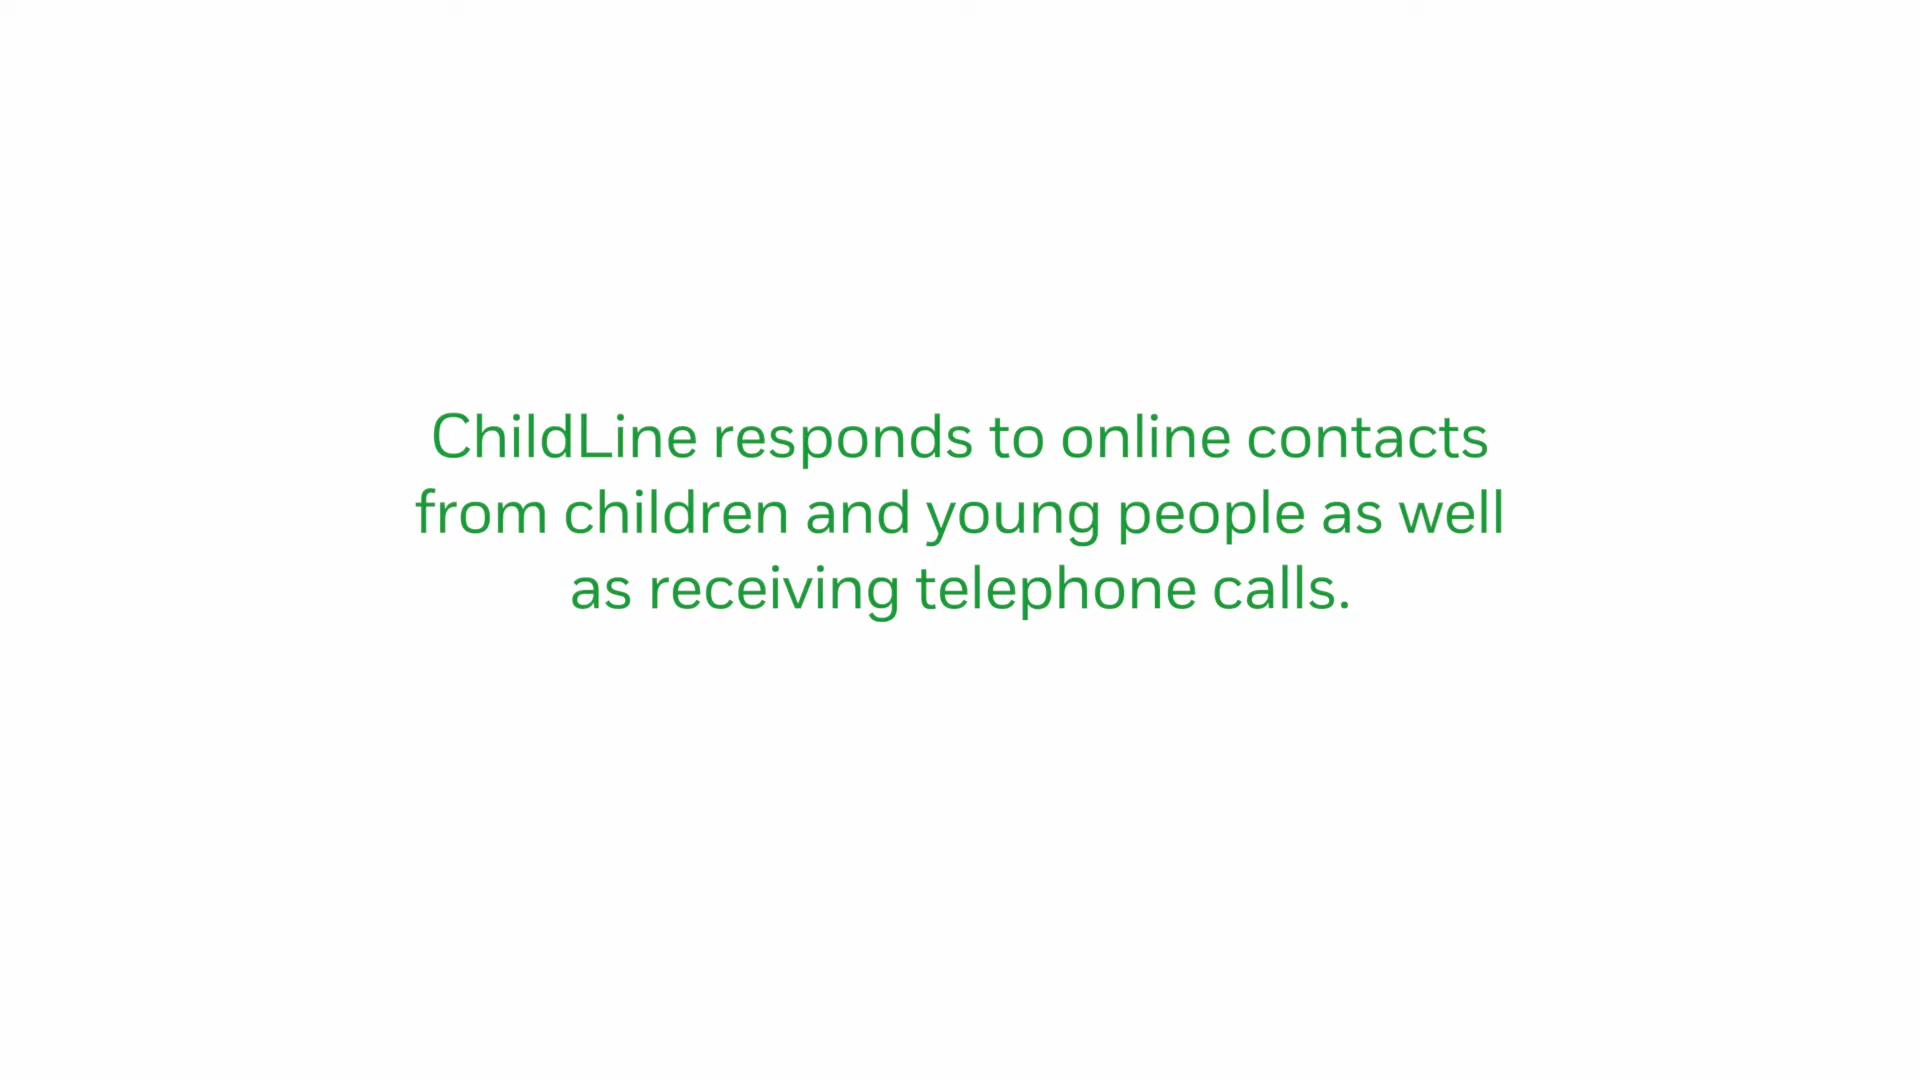 ChildLine responds to online contacts
from children and young people as well
as receiving telephone calls.